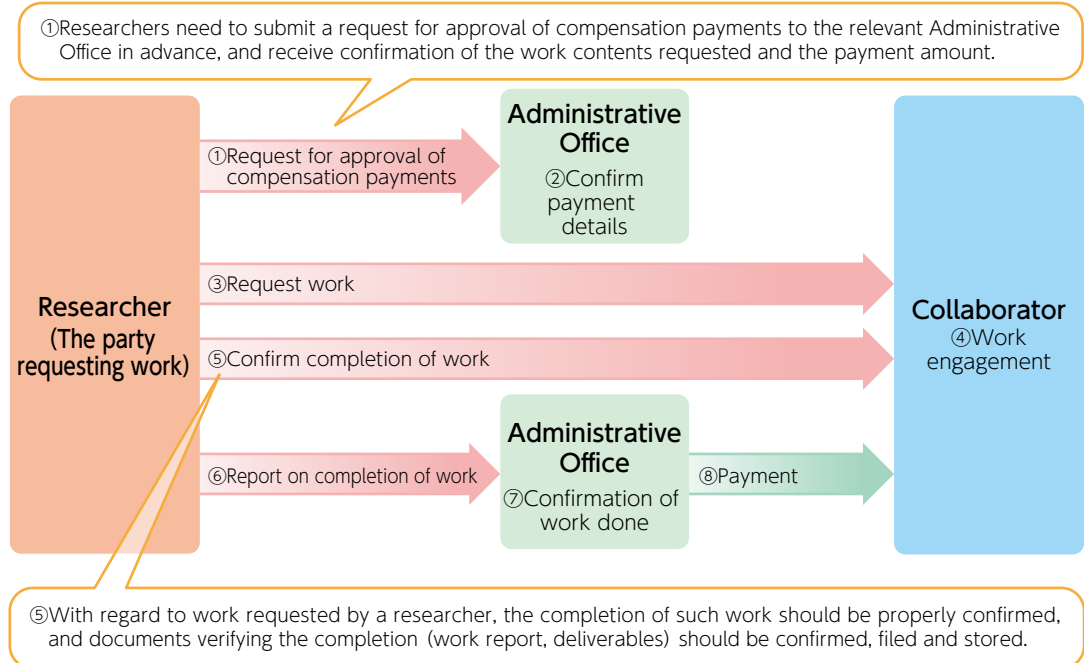 ①Researchers need to submit a request for approval of compensation payments to the relevant Administrative
Office in advance, and receive confirmation of the work contents requested and the payment amount.
Administrative
Office
②Confirm
payment
details
①Request for approval of
compensation payments
③Request work
Researcher
(The party
requesting work)
Collaborator
④Work
engagement
⑤Confirm completion of work
Administrative
Office
⑦Confirmation of
work done
⑥Report on completion of work
⑧Payment
⑤With regard to work requested by a researcher, the completion of such work should be properly confirmed,
and documents verifying the completion (work report, deliverables) should be confirmed, filed and stored.